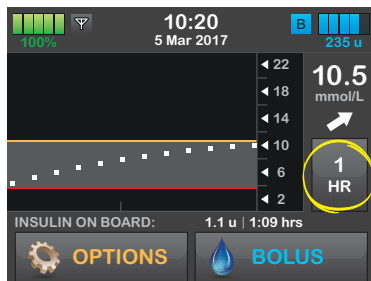 10:20
B
100%
5 Mar 2017
235 u
22
18
14
10
6
2
10.5
mmol/L
1
HR
INSULIN ON BOARD: 1.1 u | 1:09 hrs
OPTIONS
BOLUS